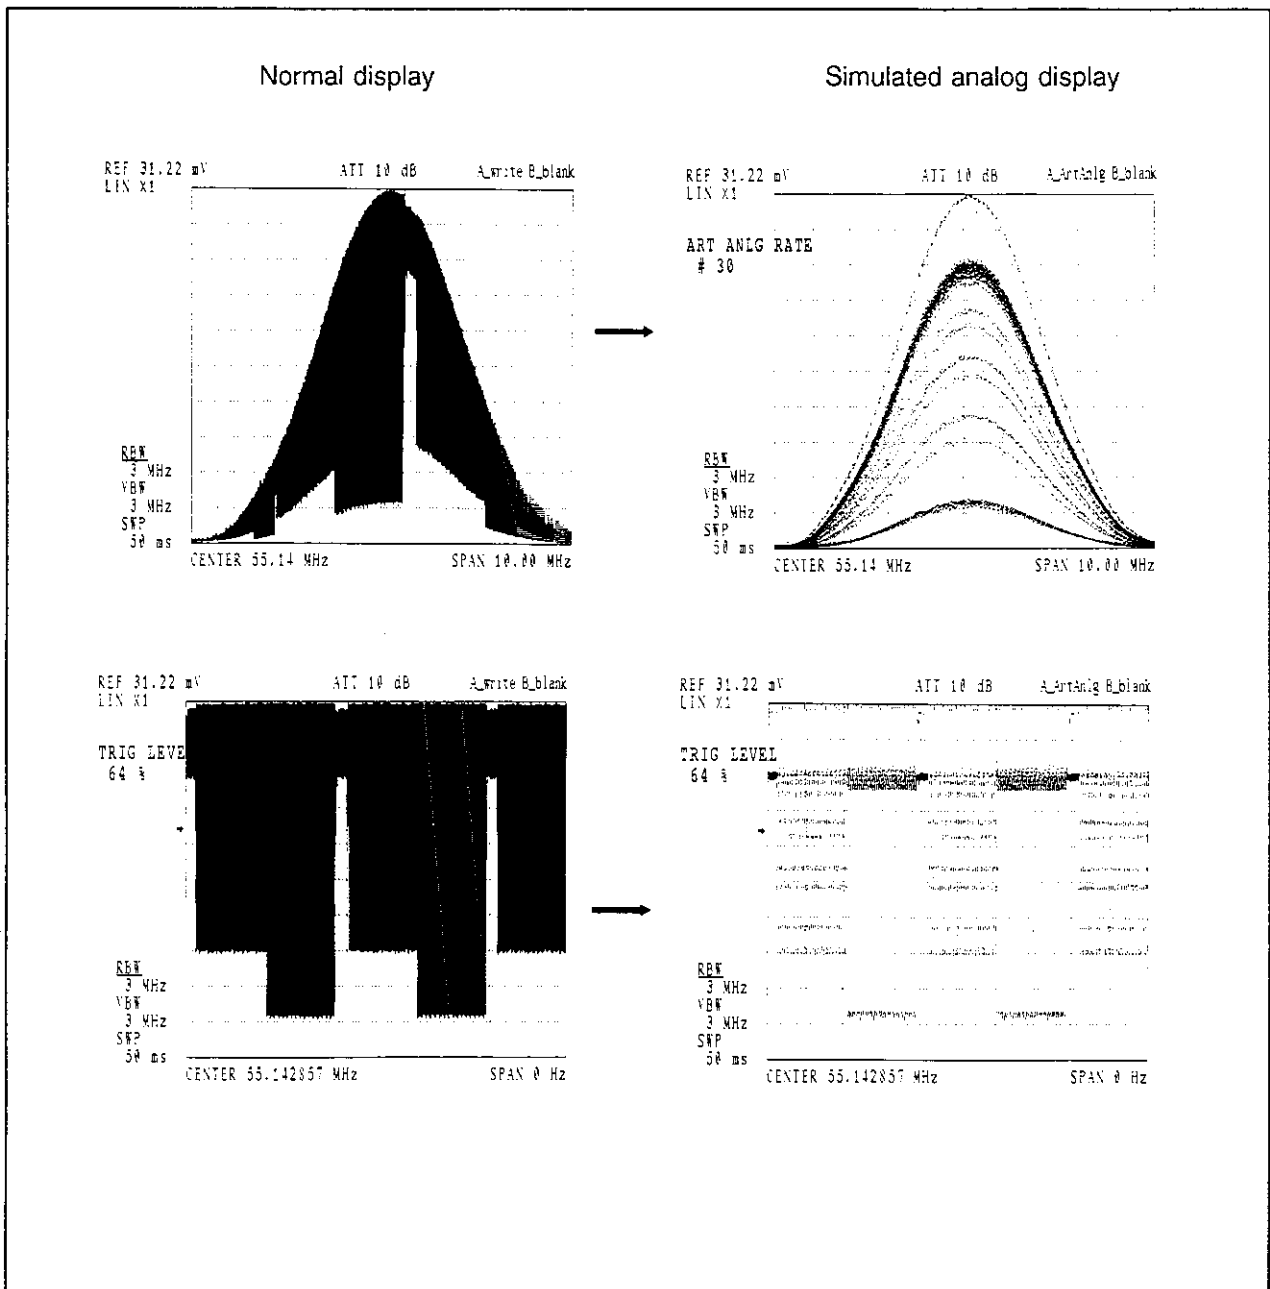 Normal display
Simulated analog display
REF 31.22 mV
ATT 10 dB
A_write B_blank
LIN X1
RBW
3 MHz
VBW
3 MHz
SWP
50 ms
CENTER 55.14 MHz
SPAN 10.00 MHz
REF 31.22 mV
ATT 10 dB
A_ArtAnlg B_blank
LIN X1
ART ANLG RATE
# 30
RBW
3 MHz
VBW
3 MHz
SWP
50 ms
CENTER 55.14 MHz
SPAN 10.00 MHz
REF 31.22 mV
ATT 10 dB
A_write B_blank
LIN X1
TRIG LEVE
64 %
RBW
3 MHz
VBW
3 MHz
SWP
50 ms
CENTER 55.142857 MHz
SPAN 0 Hz
REF 31.22 mV
ATT 10 dB
A_ArtAnlg B_blank
LIN X1
TRIG LEVEL
64 %
RBW
3 MHz
VBW
3 MHz
SWP
50 ms
CENTER 55.142857 MHz
SPAN 0 Hz